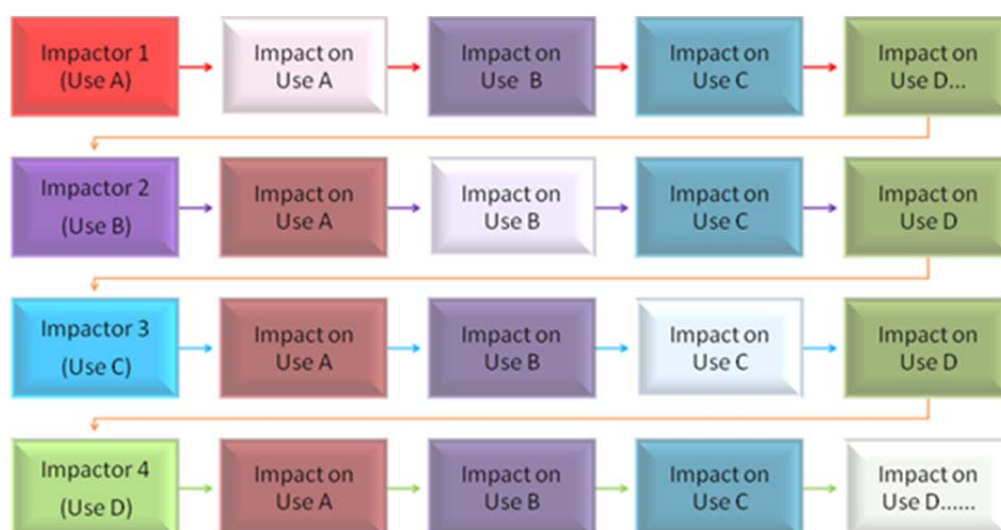 Impactor 1
(Use A)
Impact on
Use A
Impact on
Use B
Impact on
Use C
Impact on
Use D...
Impactor 2
(Use B)
Impact on
Use A
Impact on
Use B
Impact on
Use C
Impact on
Use D
Impactor 3
(Use C)
Impact on
Use A
Impact on
Use B
Impact on
Use C
Impact on
Use D
Impactor 4
(Use D)
Impact on
Use A
Impact on
Use B
Impact on
Use C
Impact on
Use D......